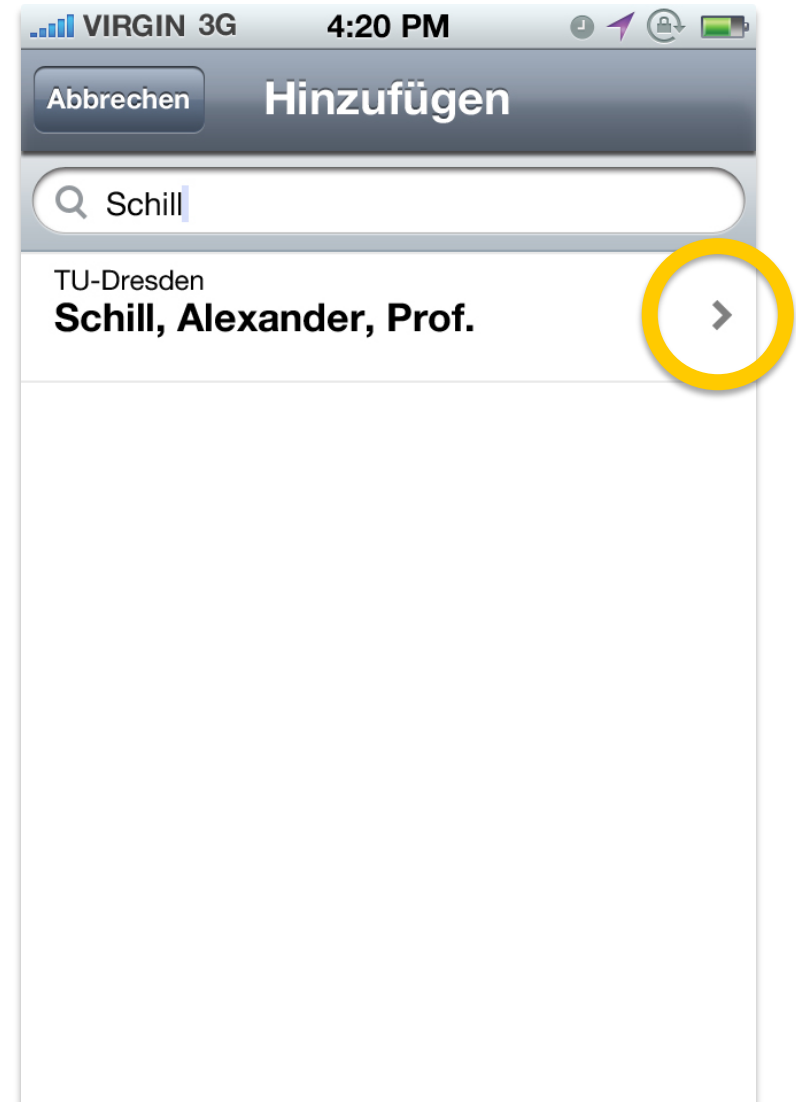 VIRGIN 3G 4:20 PM
Abbrechen Hinzufügen
Schill
TU-Dresden
Schill, Alexander, Prof.